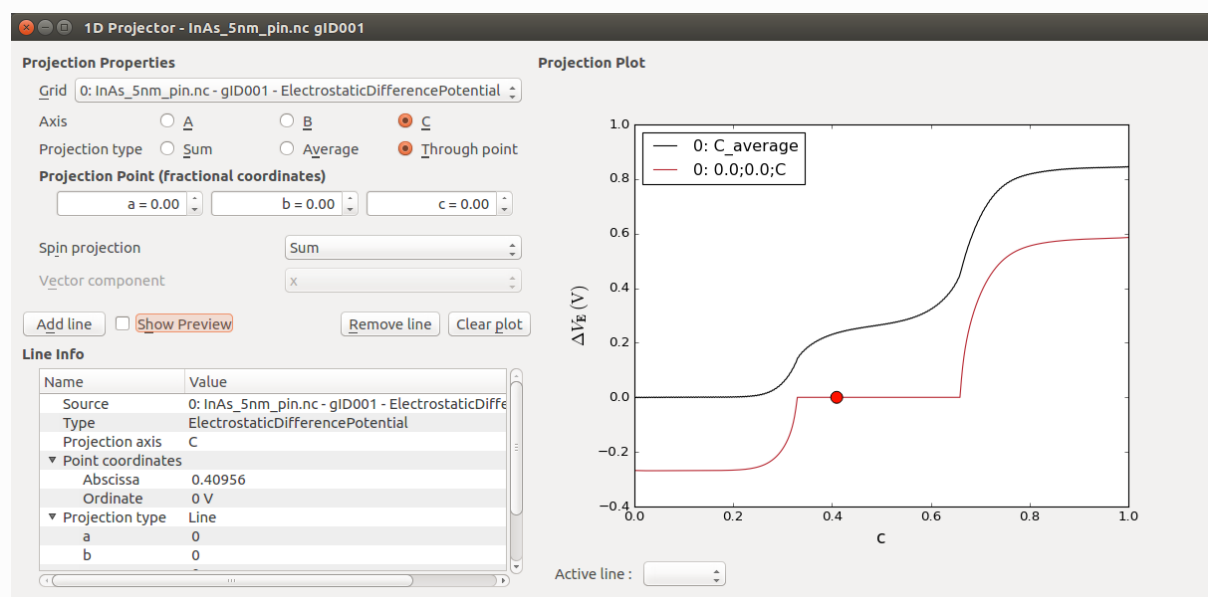 1D Projector - InAs_5nm_pin.nc gID001
Projection Properties
Grid 0: InAs_5nm_pin.nc - gID001 - ElectrostaticDifferencePotential
Axis A B C
Projection type Sum Average Through point
Projection Point (fractional coordinates)
a = 0.00 b = 0.00 c = 0.00
Spin projection Sum
Vector component x
Add line Show Preview Remove line Clear plot
Line Info
Name Value
Source 0: InAs_5nm_pin.nc - gID001 - ElectrostaticDiffe
Type ElectrostaticDifferencePotential
Projection axis C
Point coordinates
Abscissa 0.40956
Ordinate 0 V
Projection type Line
a 0
b 0
Projection Plot
0: C_average
0: 0.0;0.0;C
1.0
0.8
0.6
0.4
0.2
0.0
−0.2
−0.4
ΔV_E (V)
0.0 0.2 0.4 0.6 0.8 1.0
C
Active line :